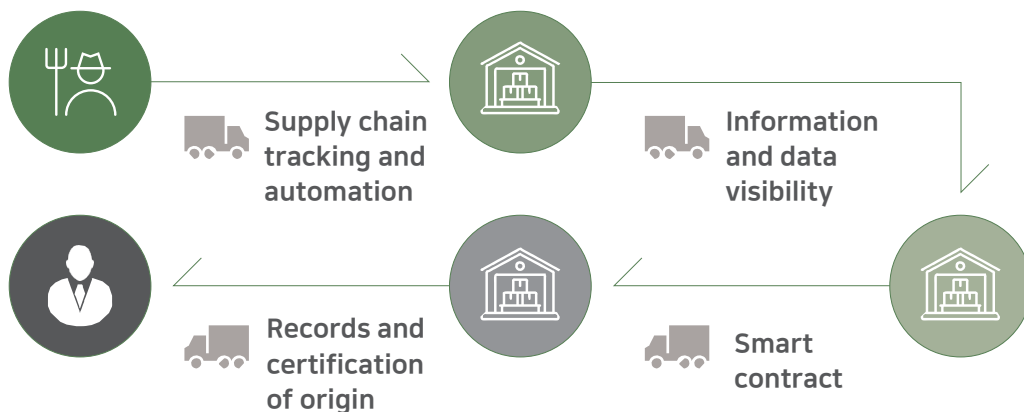 Supply chain
tracking and
automation
Information
and data
visibility
Records and
certification
of origin
Smart
contract